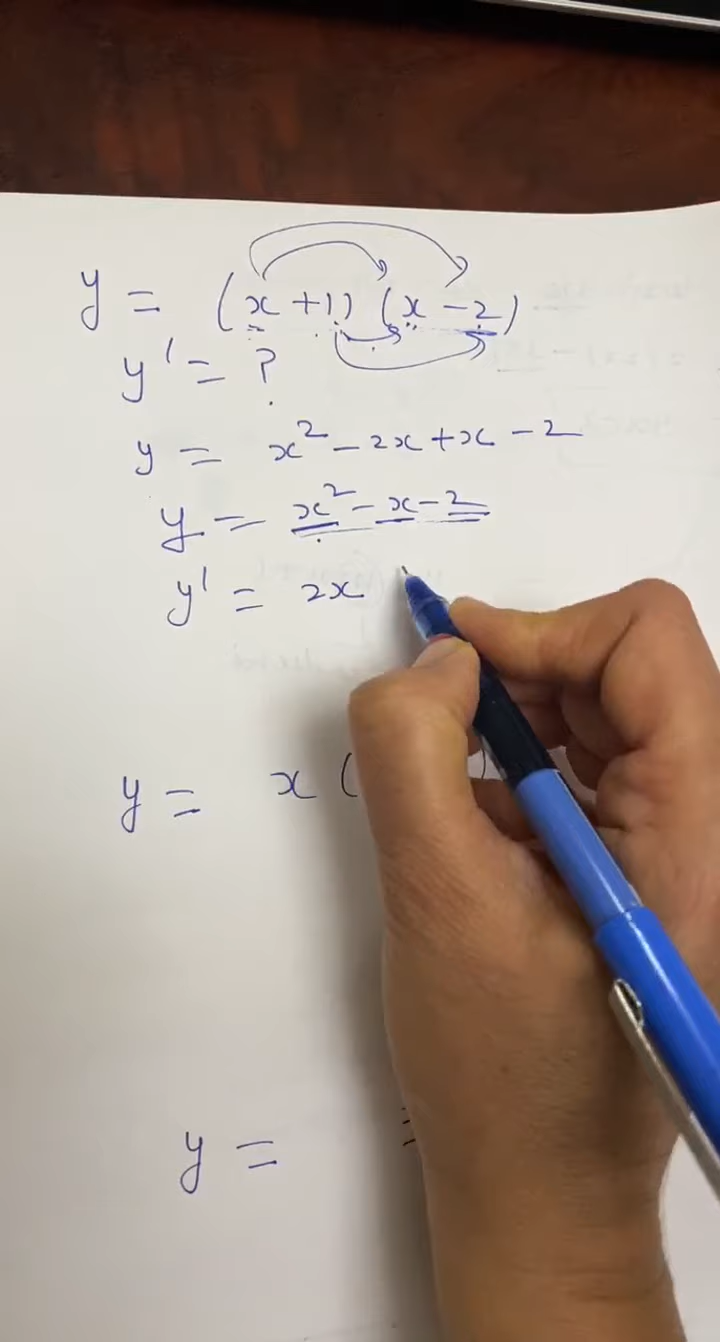 y = (x +1) (x - 2)
y' = ?
y = x² - 2x + x - 2
y = x² - x - 2
y' = 2x
y = x ( )
y =